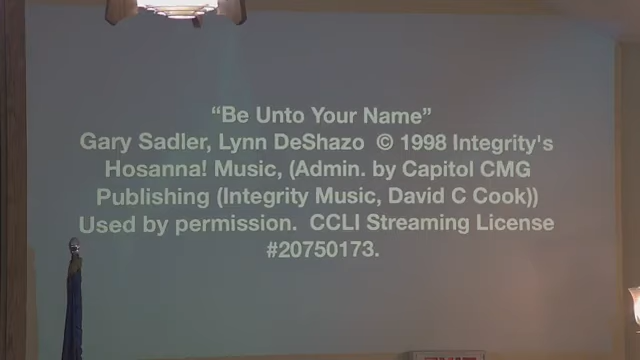 “Be Unto Your Name”
Gary Sadler, Lynn DeShazo © 1998 Integrity's
Hosanna! Music, (Admin. by Capitol CMG
Publishing (Integrity Music, David C Cook))
Used by permission. CCLI Streaming License
#20750173.
EXIT